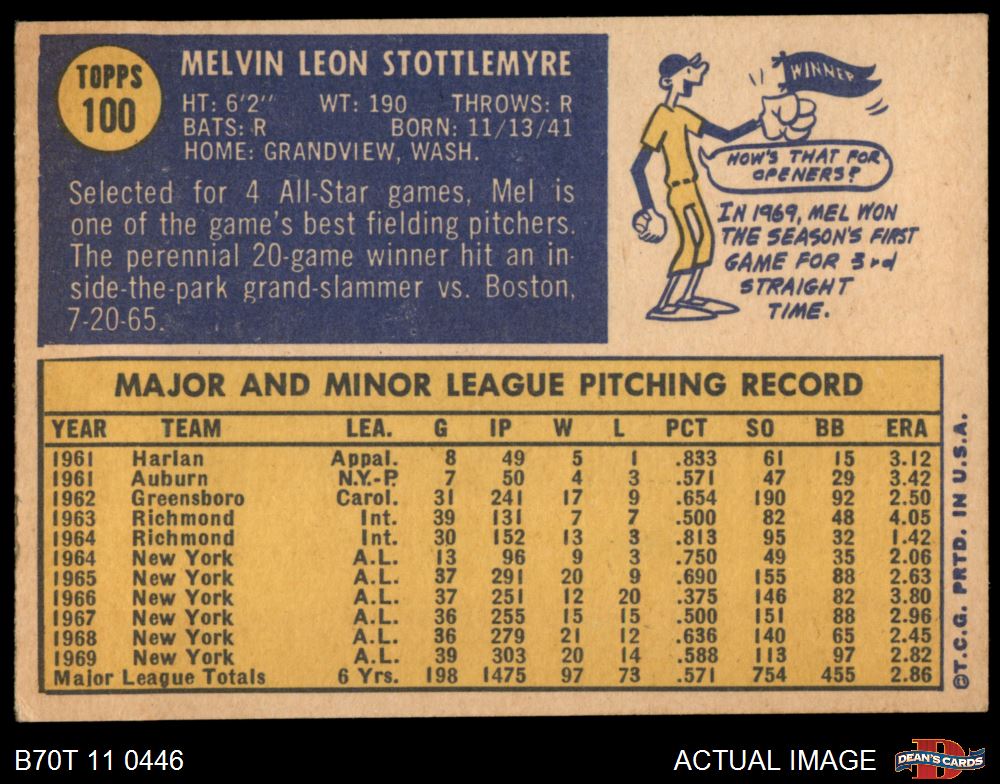 TOPPS
100
MELVIN LEON STOTTLEMYRE
HT: 6'2" WT: 190 THROWS: R
BATS: R BORN: 11/13/41
HOME: GRANDVIEW, WASH.
Selected for 4 All-Star games, Mel is
one of the game's best fielding pitchers.
The perennial 20-game winner hit an in-
side-the-park grand-slammer vs. Boston,
7-20-65.
WINNER
HOW'S THAT FOR
OPENERS?
IN 1969, MEL WON
THE SEASON'S FIRST
GAME FOR 3rd
STRAIGHT
TIME.
MAJOR AND MINOR LEAGUE PITCHING RECORD
YEAR TEAM LEA. G IP W L PCT SO BB ERA
1961 Harlan Appal. 8 49 5 1 .833 61 15 3.12
1961 Auburn N.Y.-P. 7 50 4 3 .571 47 29 3.42
1962 Greensboro Carol. 31 241 17 9 .654 190 92 2.50
1963 Richmond Int. 39 131 7 7 .500 82 48 4.05
1964 Richmond Int. 30 152 13 3 .813 95 32 1.42
1964 New York A.L. 13 96 9 3 .750 49 35 2.06
1965 New York A.L. 37 291 20 9 .690 155 88 2.63
1966 New York A.L. 37 251 12 20 .375 146 82 3.80
1967 New York A.L. 36 255 15 15 .500 151 88 2.96
1968 New York A.L. 36 279 21 12 .636 140 65 2.45
1969 New York A.L. 39 303 20 14 .588 113 97 2.82
Major League Totals 6 Yrs. 198 1475 97 73 .571 754 455 2.86
©T.C.G. PRTD. IN U.S.A.
B70T 11 0446
ACTUAL IMAGE
DEAN'S CARDS